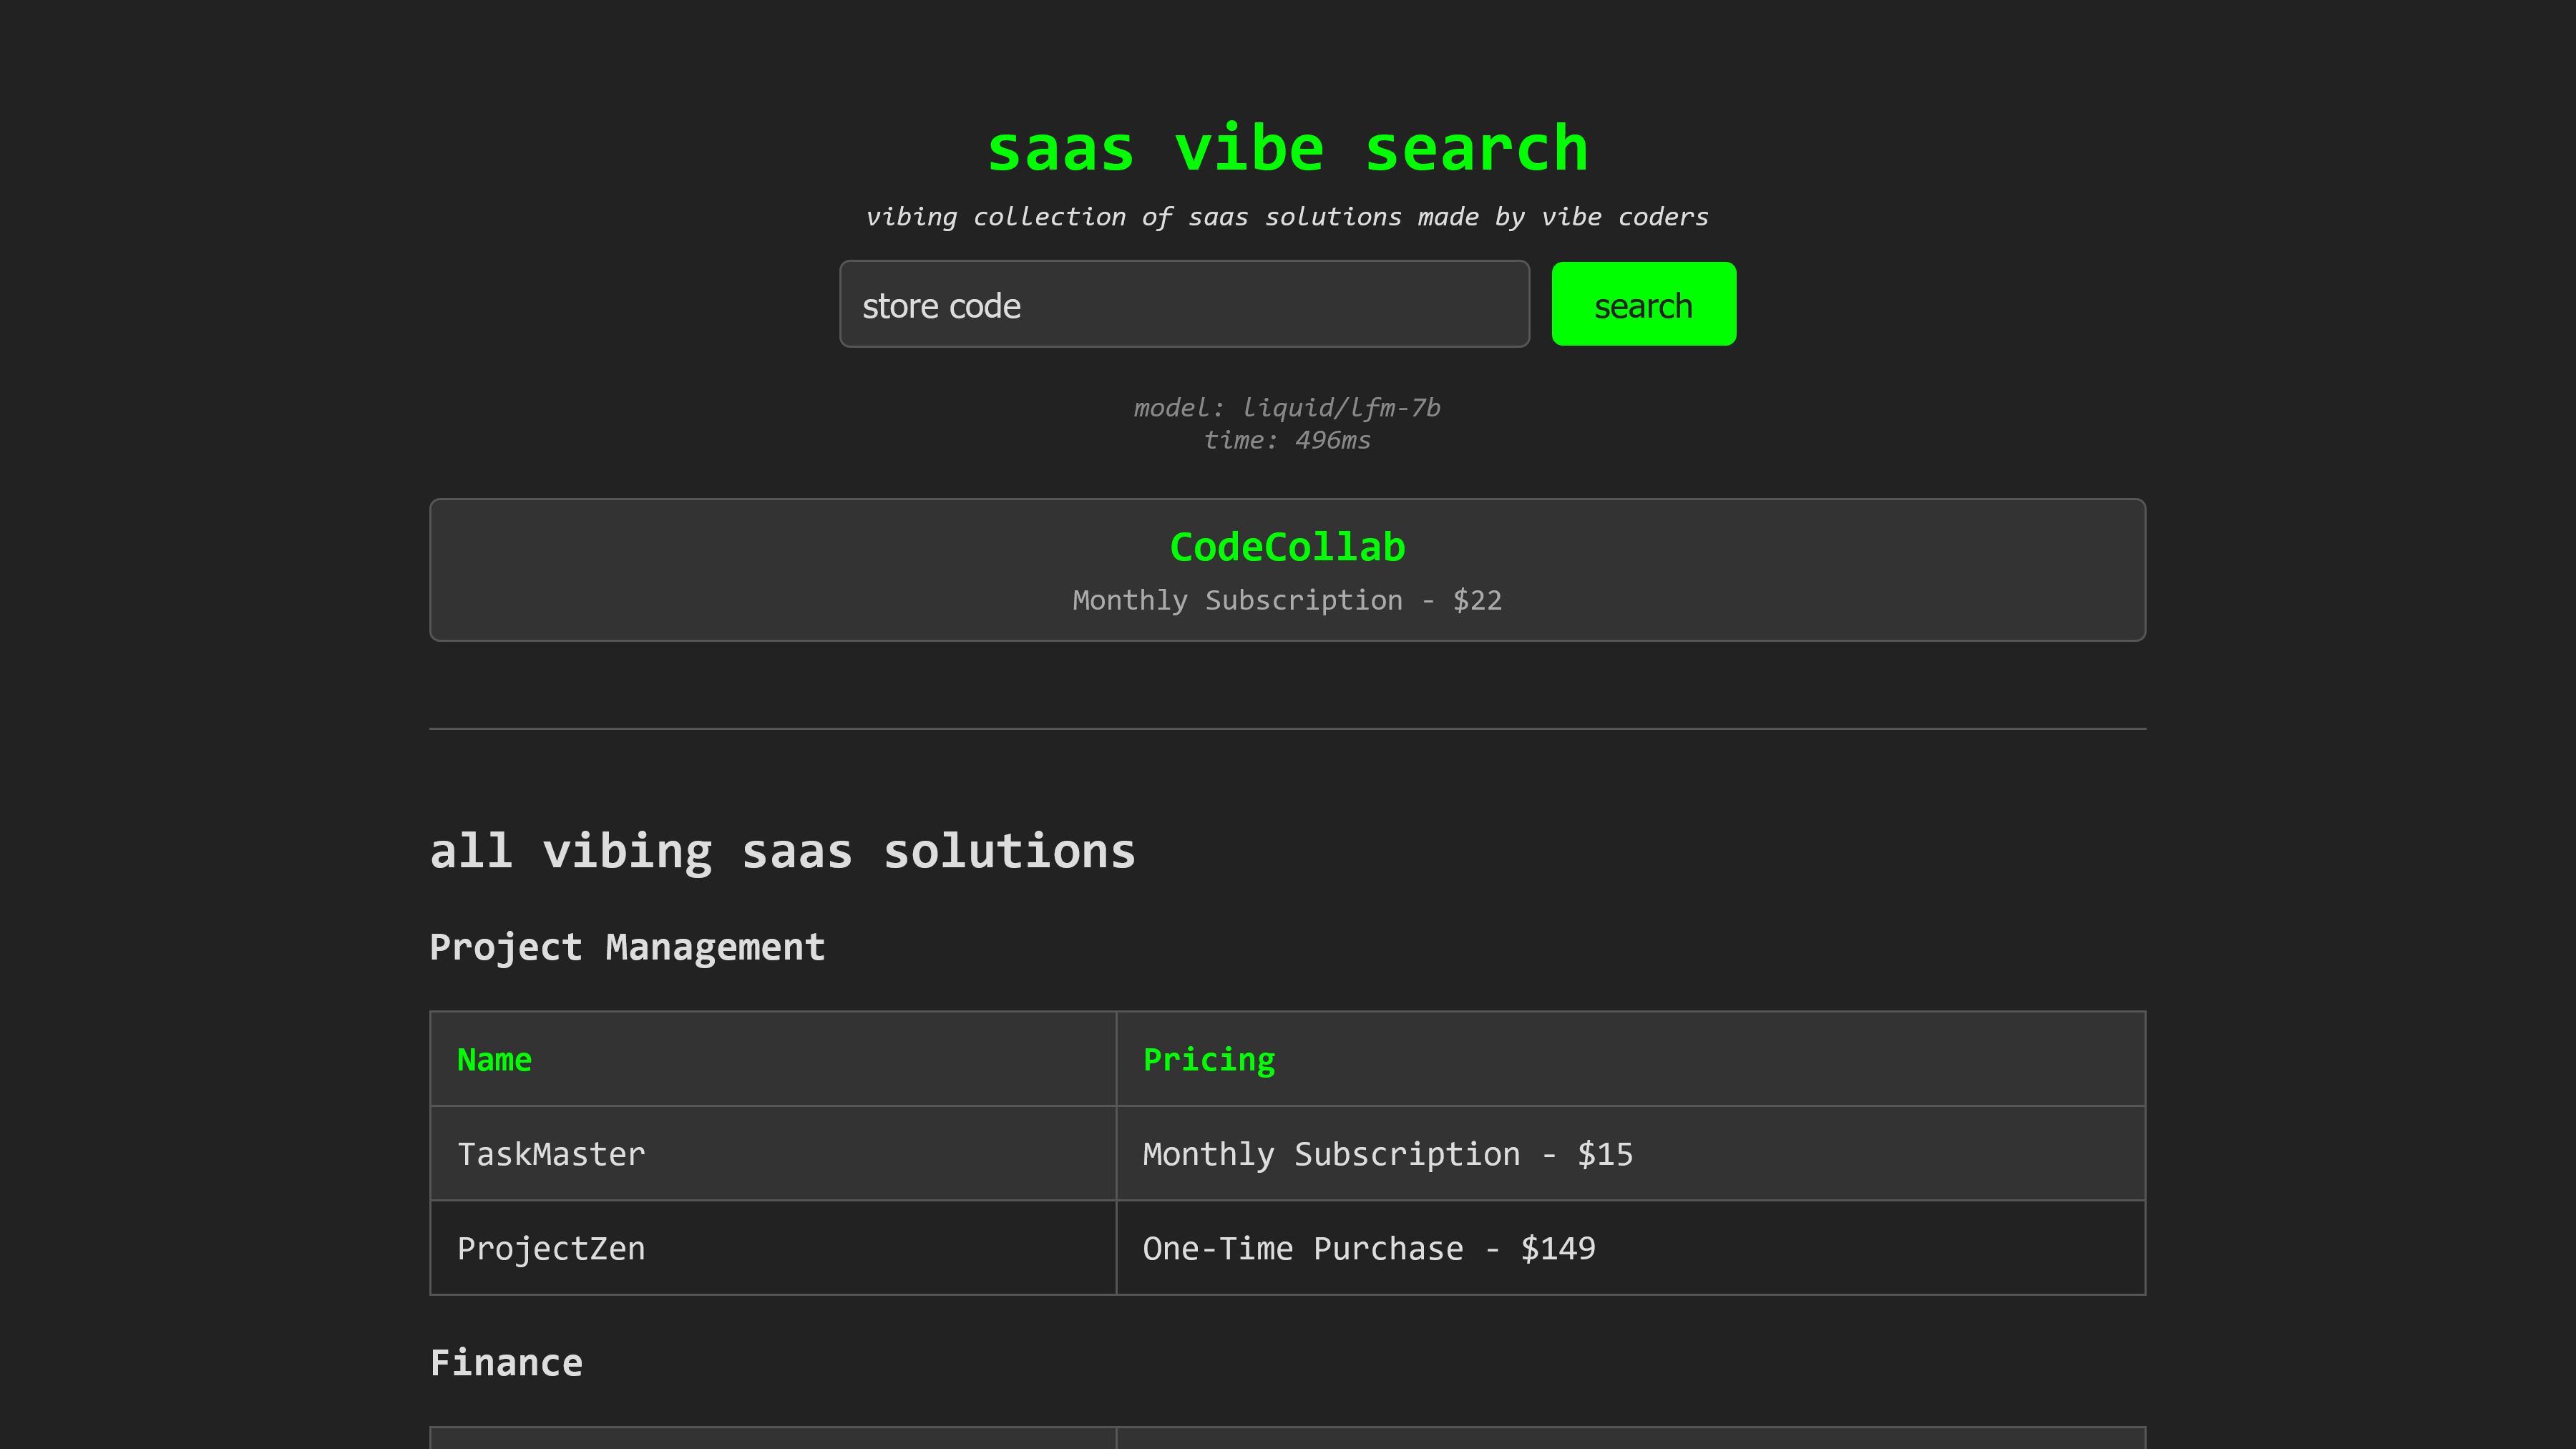 saas vibe search
vibing collection of saas solutions made by vibe coders
store code
search
model: liquid/lfm-7b
time: 496ms
CodeCollab
Monthly Subscription - $22
all vibing saas solutions
Project Management
Name Pricing
TaskMaster Monthly Subscription - $15
ProjectZen One-Time Purchase - $149
Finance